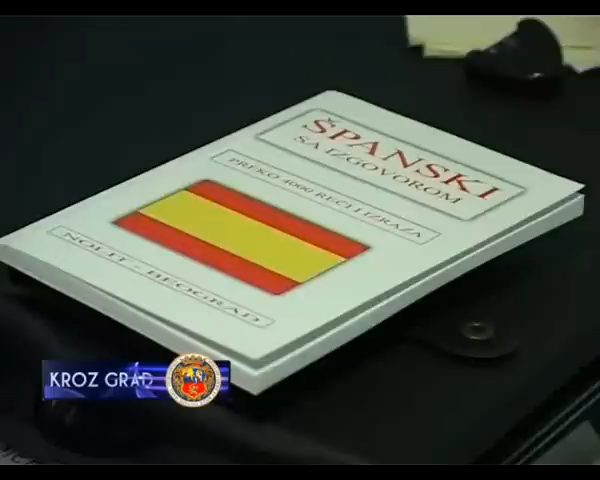 ŠPANSKI
SA IZGOVOROM
PREKO 4000 REČI I IZRAZA
NOLIT - BEOGRAD
KROZ GRAD